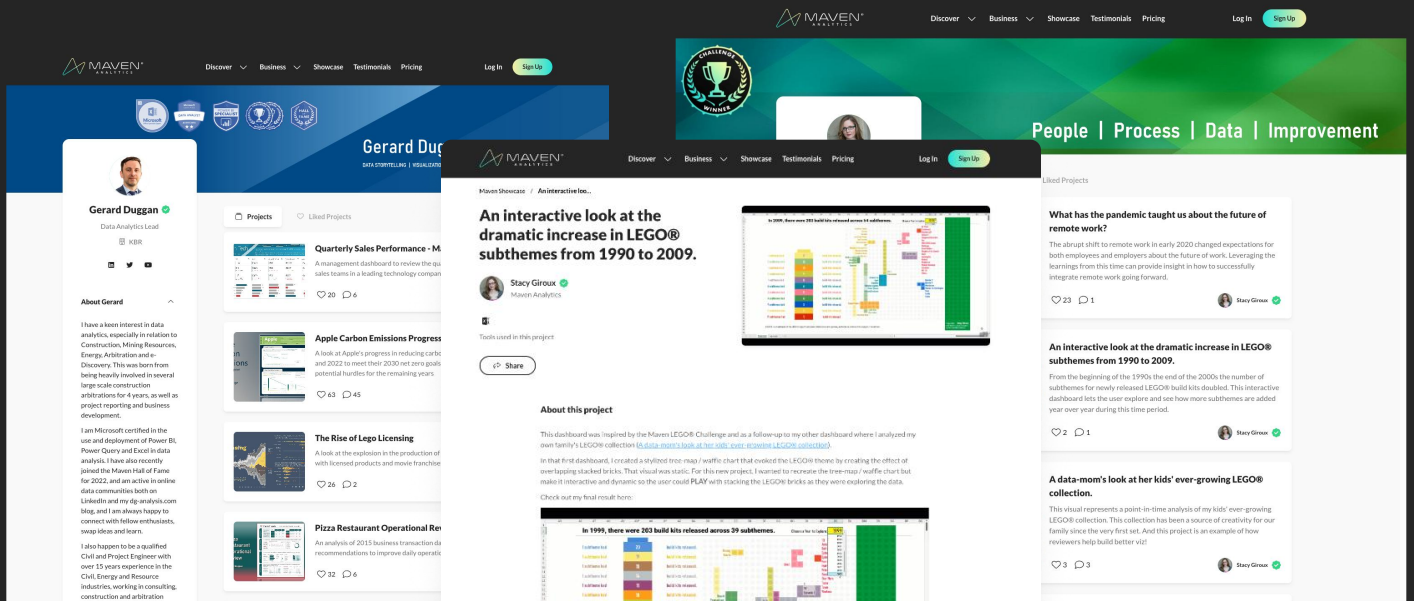 MAVEN
ANALYTICS
Discover Business Showcase Testimonials Pricing
Log In Sign Up
CHALLENGE
WINNER
People | Process | Data | Improvement
MAVEN
ANALYTICS
Discover Business Showcase Testimonials Pricing
Log In Sign Up
Microsoft
SPECIALIST
Gerard Dug
DATA STORYTELLING | VISUALIZATIO
Gerard Duggan
Data Analytics Lead
KBR
About Gerard
I have a keen interest in data
analytics, especially in relation to
Construction, Mining Resources,
Energy, Arbitration and e-
Discovery. This was born from
being heavily involved in several
large scale construction
arbitrations for 4 years, as well as
project reporting and business
development.
I am Microsoft certified in the
use and deployment of Power BI,
Power Query and Excel in data
analysis. I have also recently
joined the Maven Hall of Fame
for 2022, and am active in online
data communities both on
LinkedIn and my dg-analysis.com
blog, and I am always happy to
connect with fellow enthusiasts,
swap ideas and learn.
I also happen to be a qualified
Civil and Project Engineer with
over 15 years experience in the
Civil, Energy and Resource
industries, working in consulting,
construction and arbitration
Projects Liked Projects
Quarterly Sales Performance - M
A management dashboard to review the qu
sales teams in a leading technology compan
20 6
Apple Carbon Emissions Progress
A look at Apple's progress in reducing carbo
and 2022 to meet their 2030 net zero goals
potential hurdles for the remaining years
63 45
The Rise of Lego Licensing
A look at the explosion in the production of
with licensed products and movie franchise
26 2
Pizza Restaurant Operational Rev
An analysis of 2015 business transaction da
recommendations to improve daily operatic
32 6
MAVEN
ANALYTICS
Discover Business Showcase Testimonials Pricing
Log In Sign Up
Maven Showcase / An interactive loo...
An interactive look at the
dramatic increase in LEGO®
subthemes from 1990 to 2009.
Stacy Giroux
Maven Analytics
Tools used in this project
Share
In 2009, there were 203 build kits released across 64 subthemes.
About this project
This dashboard was inspired by the Maven LEGO® Challenge and as a follow-up to my other dashboard where I analyzed my
own family's LEGO® collection (A data-mom's look at her kids' ever-growing LEGO® collection).
In that first dashboard, I created a stylized tree-map / waffle chart that evoked the LEGO® theme by creating the effect of
overlapping stacked bricks. That visual was static. For this new project, I wanted to recreate the tree-map / waffle chart but
make it interactive and dynamic so the user could PLAY with stacking the LEGO® bricks as they were exploring the data.
Check out my final result here:
In 1999, there were 203 build kits released across 39 subthemes.
Liked Projects
What has the pandemic taught us about the future of
remote work?
The abrupt shift to remote work in early 2020 changed expectations for
both employees and employers about the future of work. Leveraging the
learnings from this time can provide insight in how to successfully
integrate remote work going forward.
23 1 Stacy Giroux
An interactive look at the dramatic increase in LEGO®
subthemes from 1990 to 2009.
From the beginning of the 1990s the end of the 2000s the number of
subthemes for newly released LEGO® build kits doubled. This interactive
dashboard lets the user explore and see how more subthemes are added
year over year during this time period.
2 1 Stacy Giroux
A data-mom's look at her kids' ever-growing LEGO®
collection.
This visual represents a point-in-time analysis of my kids' ever-growing
LEGO® collection. This collection has been a source of creativity for our
family since the very first set. And this project is an example of how
reviewers help build better viz!
3 3 Stacy Giroux